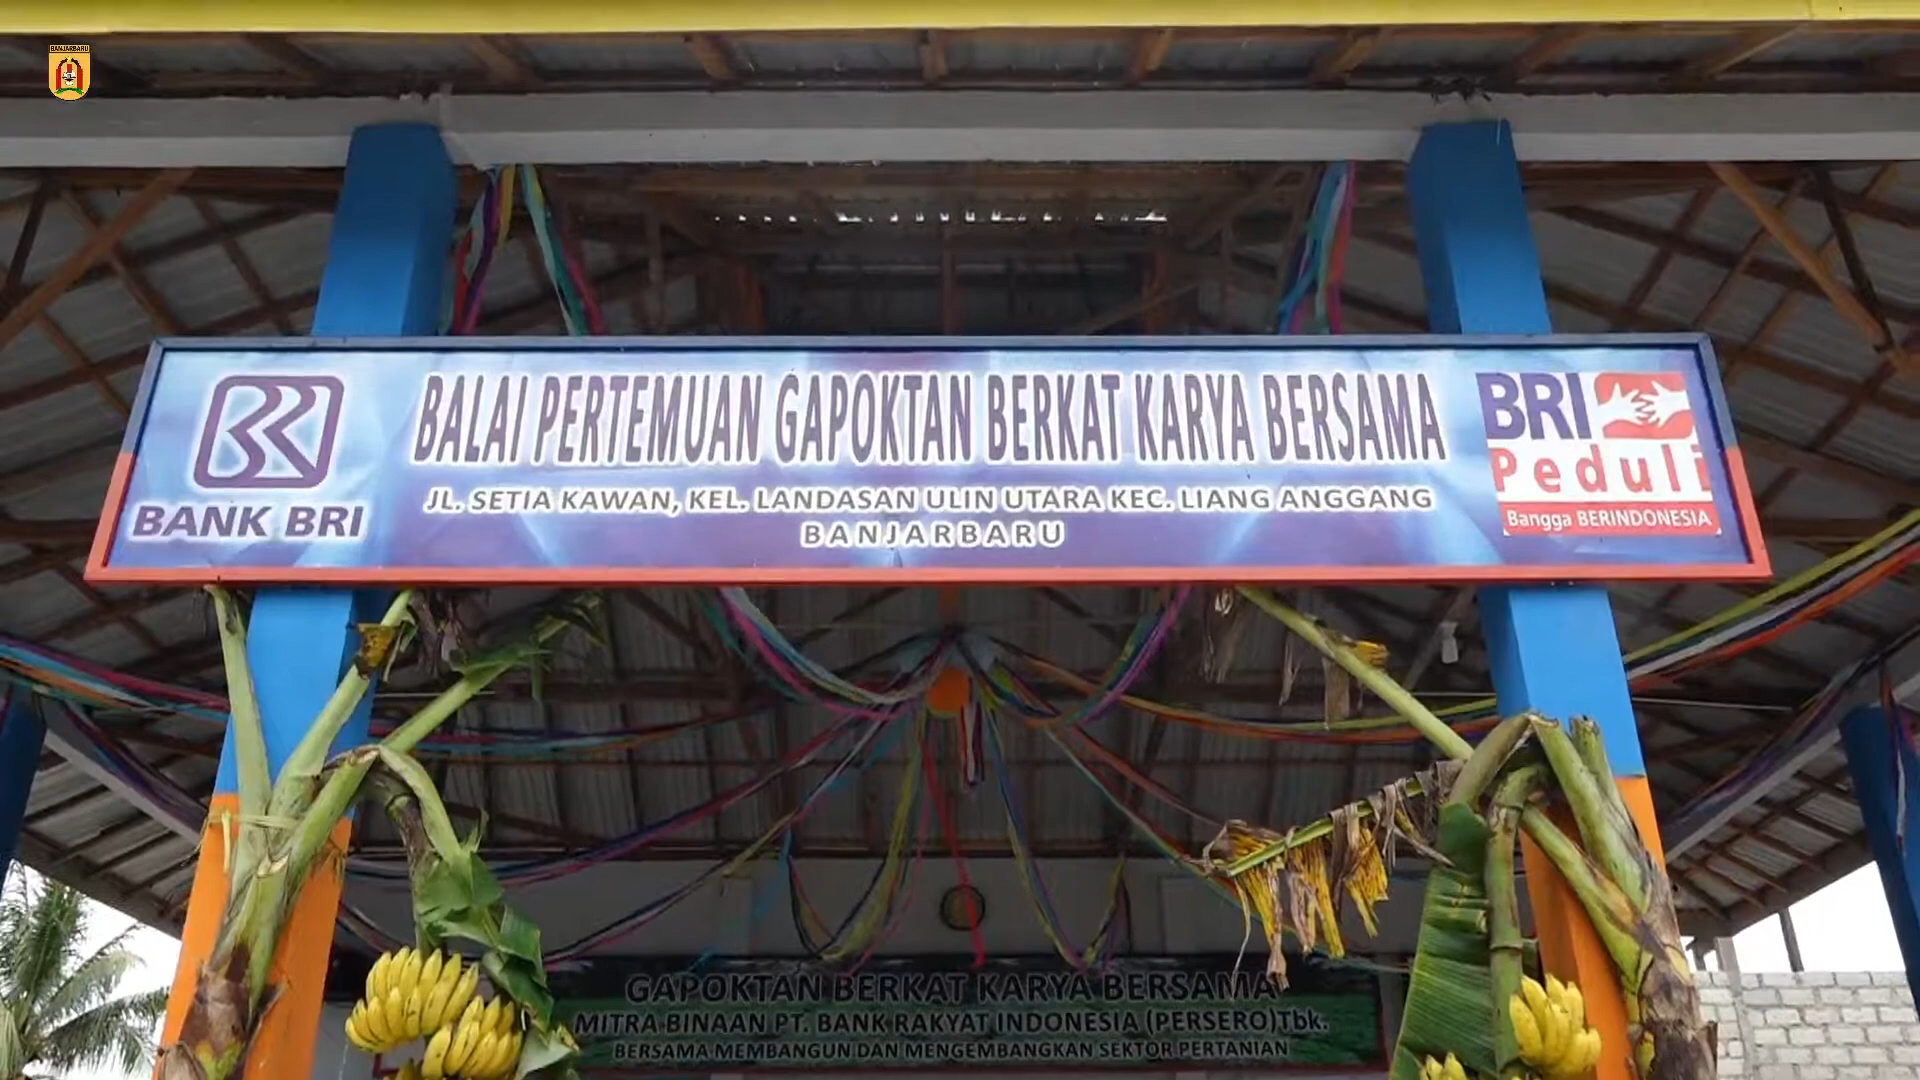 BANJARBARU
BALAI PERTEMUAN GAPOKTAN BERKAT KARYA BERSAMA
JL. SETIA KAWAN, KEL. LANDASAN ULIN UTARA KEC. LIANG ANGGANG
BANJARBARU
BANK BRI
BRI
Peduli
Bangga BERINDONESIA
GAPOKTAN BERKAT KARYA BERSAMA
MITRA BINAAN PT. BANK RAKYAT INDONESIA (PERSERO)Tbk.
BERSAMA MEMBANGUN DAN MENGEMBANGKAN SEKTOR PERTANIAN